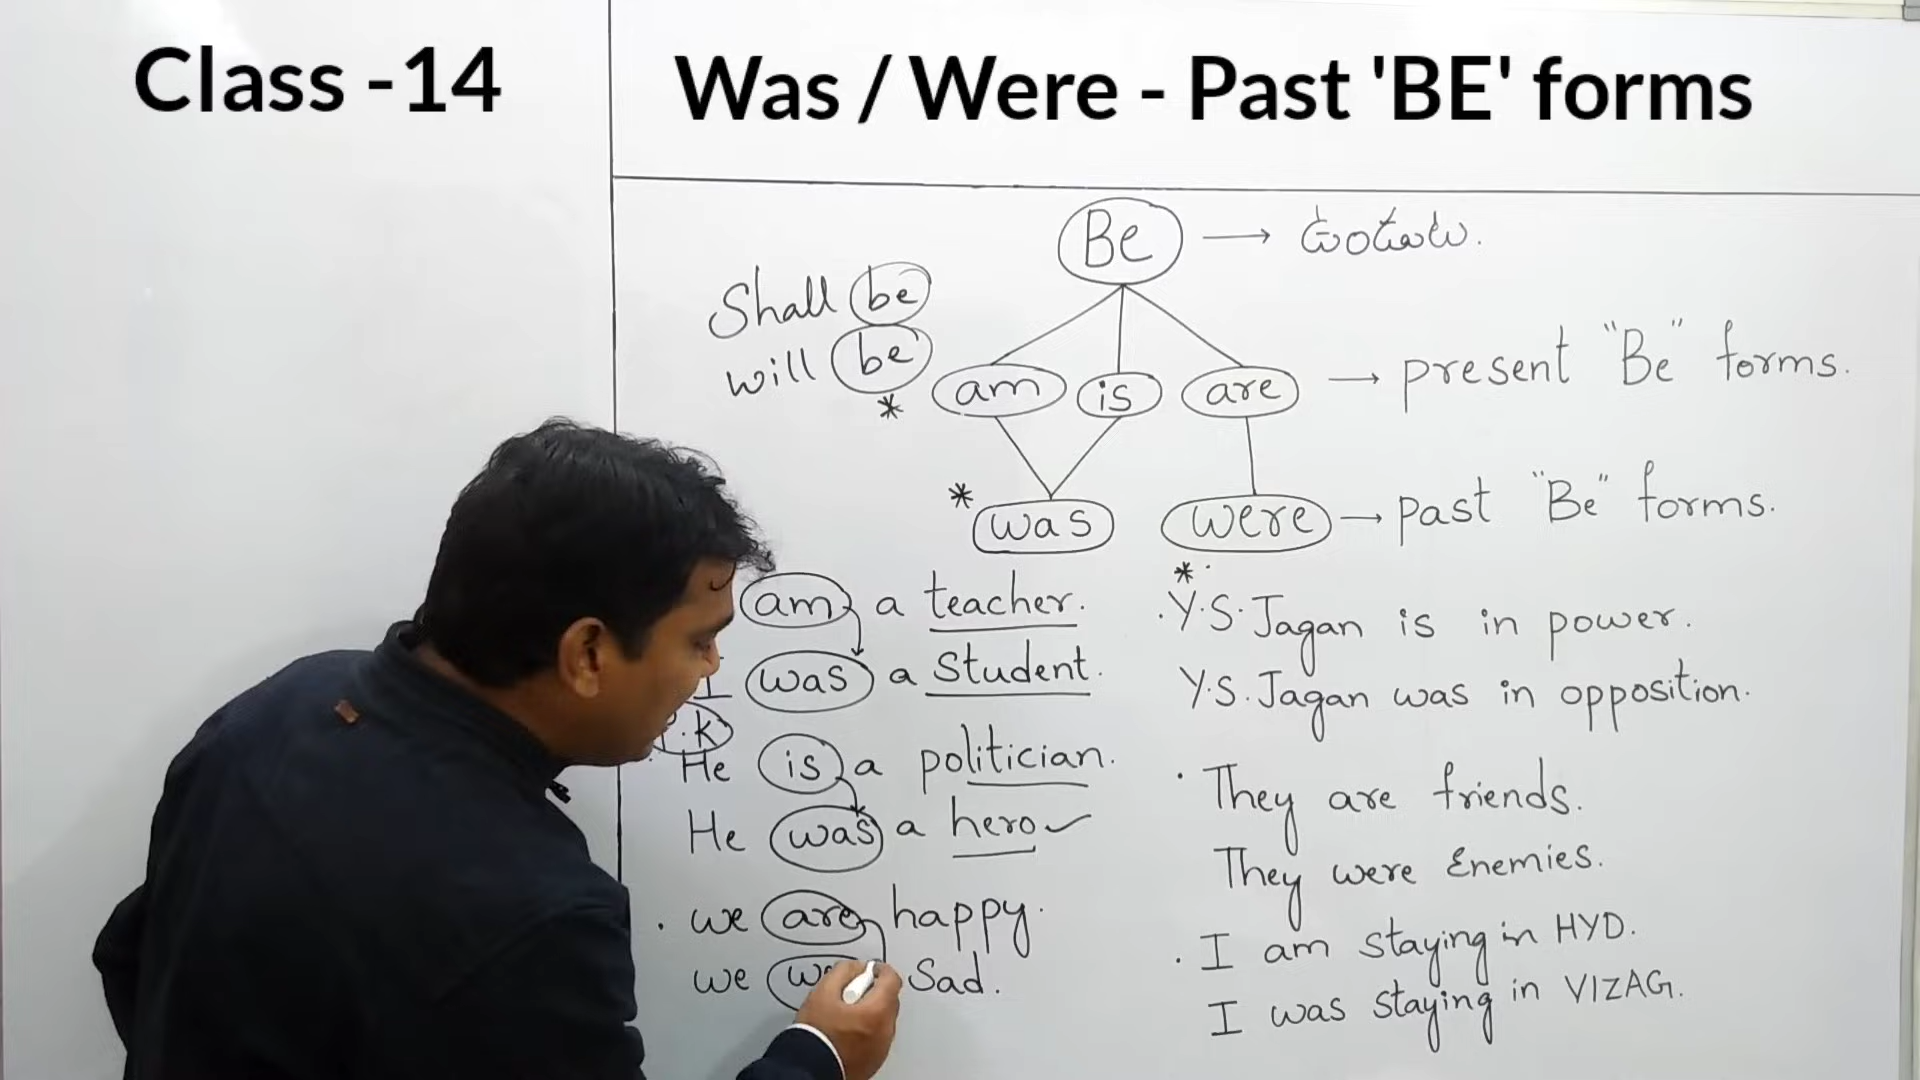 Class -14
Was / Were - Past 'BE' forms
Be → ఉండుట.
Shall be
will be
*
am is are → present "Be" forms.
* was were → past "Be" forms.
am a teacher.
I was a Student.
P.K
He is a politician.
He was a hero ✓
. we are happy.
we Sad.
*
. Y.S. Jagan is in power.
Y.S. Jagan was in opposition.
. They are friends.
They were Enemies.
. I am staying in HYD.
I was staying in VIZAG.